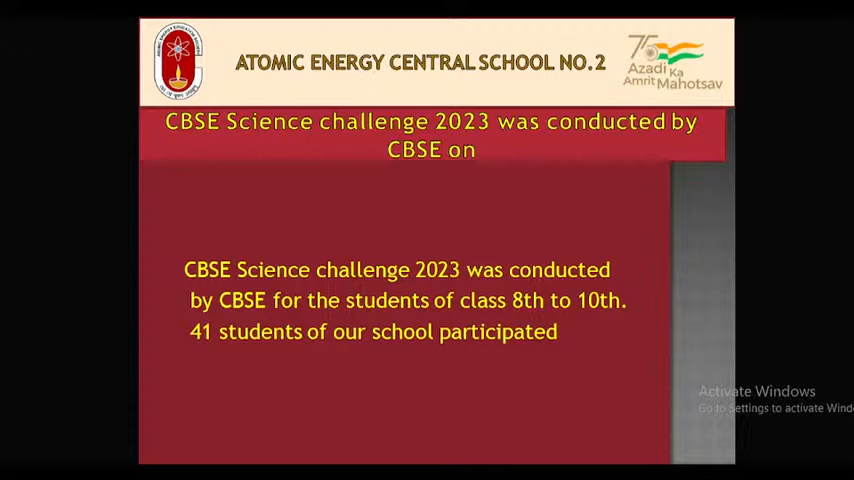 ATOMIC ENERGY CENTRAL SCHOOL NO.2
75
Azadi Ka
Amrit Mahotsav
CBSE Science challenge 2023 was conducted by
CBSE on
CBSE Science challenge 2023 was conducted
by CBSE for the students of class 8th to 10th.
41 students of our school participated
Activate Windows
Go to Settings to activate Wind